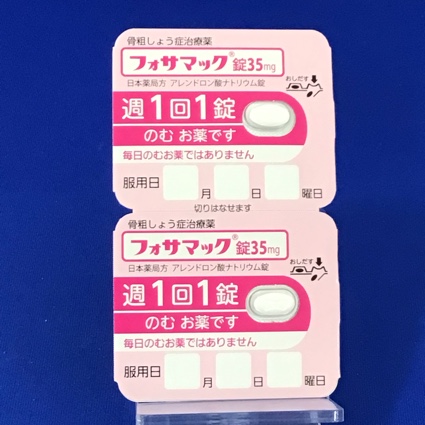 骨粗しょう症治療薬
フォサマック®錠35mg
日本薬局方 アレンドロン酸ナトリウム錠
おしだす
週1回1錠
のむ お薬です
毎日のむお薬ではありません
服用日 月 日 曜日
切りはなせます
骨粗しょう症治療薬
フォサマック®錠35mg
日本薬局方 アレンドロン酸ナトリウム錠
おしだす
週1回1錠
のむ お薬です
毎日のむお薬ではありません
服用日 月 日 曜日